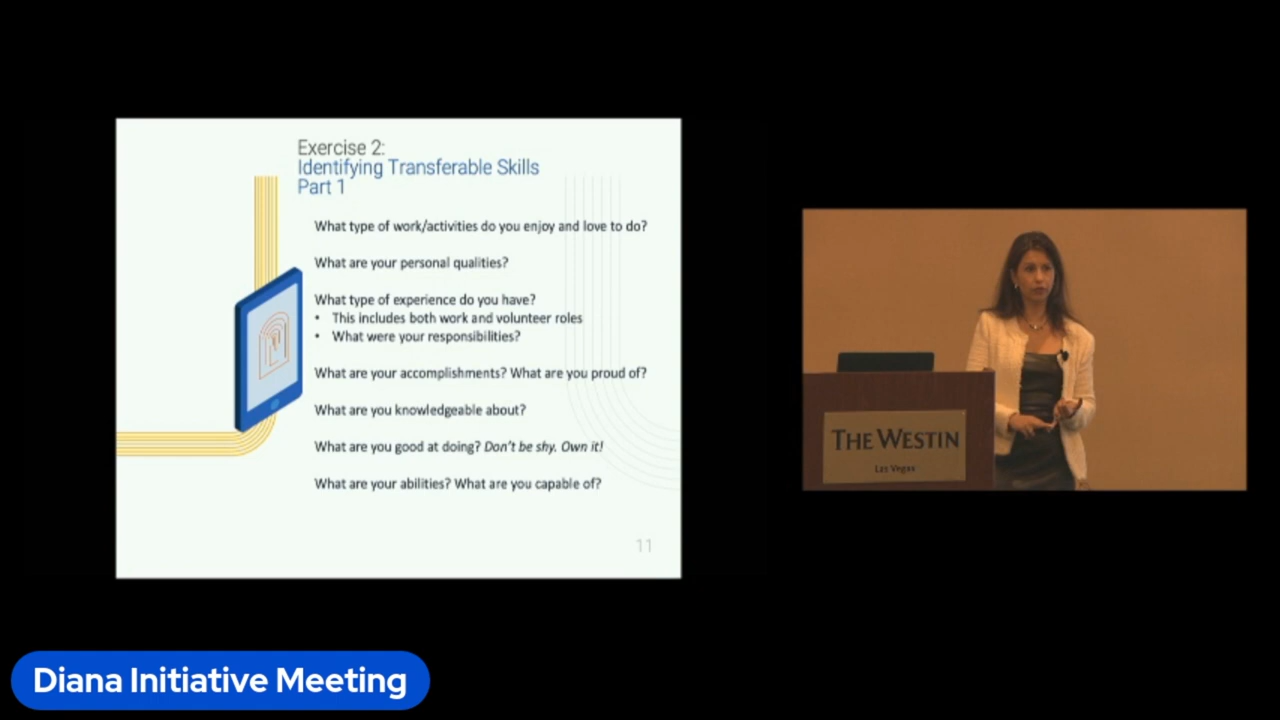 Exercise 2:
Identifying Transferable Skills
Part 1
What type of work/activities do you enjoy and love to do?
What are your personal qualities?
What type of experience do you have?
• This includes both work and volunteer roles
• What were your responsibilities?
What are your accomplishments? What are you proud of?
What are you knowledgeable about?
What are you good at doing? Don't be shy. Own it!
What are your abilities? What are you capable of?
11
THE WESTIN
Las Vegas
Diana Initiative Meeting